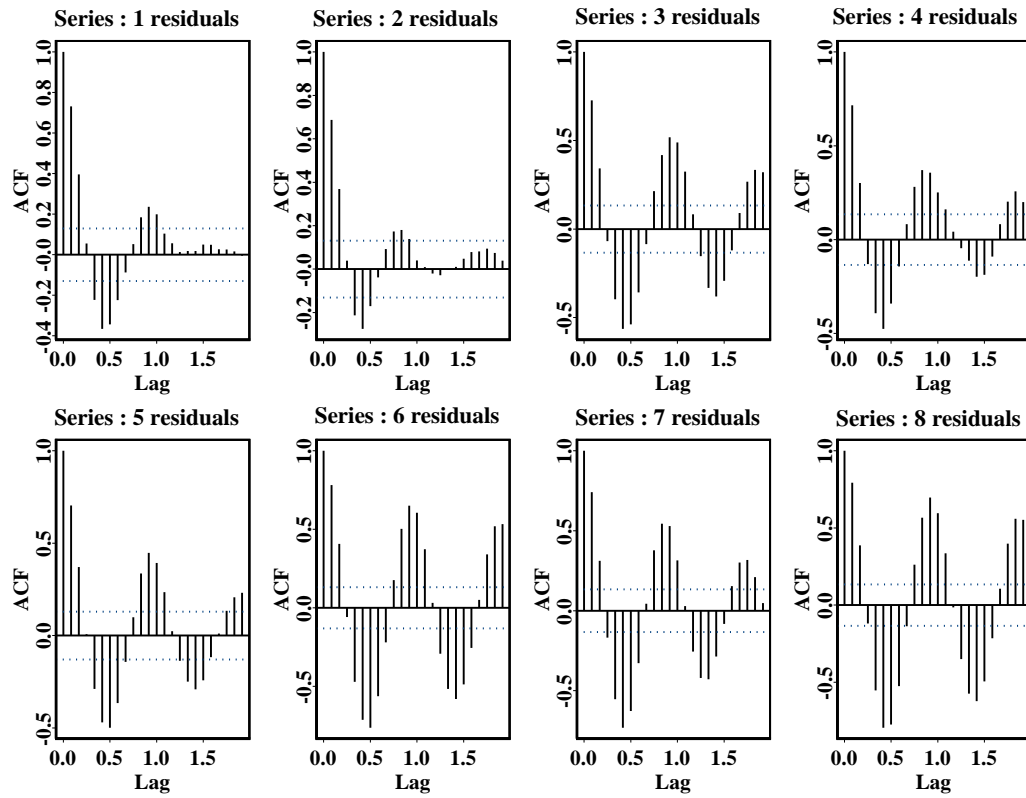 Series : 1 residuals
ACF
1.0
0.8
0.6
0.4
0.2
-0.0
-0.2
-0.4
0.0 0.5 1.0 1.5
Lag
Series : 2 residuals
ACF
1.0
0.8
0.6
0.4
0.2
-0.0
-0.2
0.0 0.5 1.0 1.5
Lag
Series : 3 residuals
ACF
1.0
0.5
0.0
-0.5
0.0 0.5 1.0 1.5
Lag
Series : 4 residuals
ACF
1.0
0.5
0.0
-0.5
0.0 0.5 1.0 1.5
Lag
Series : 5 residuals
ACF
1.0
0.5
0.0
-0.5
0.0 0.5 1.0 1.5
Lag
Series : 6 residuals
ACF
1.0
0.5
0.0
-0.5
0.0 0.5 1.0 1.5
Lag
Series : 7 residuals
ACF
1.0
0.5
0.0
-0.5
0.0 0.5 1.0 1.5
Lag
Series : 8 residuals
ACF
1.0
0.5
0.0
-0.5
0.0 0.5 1.0 1.5
Lag